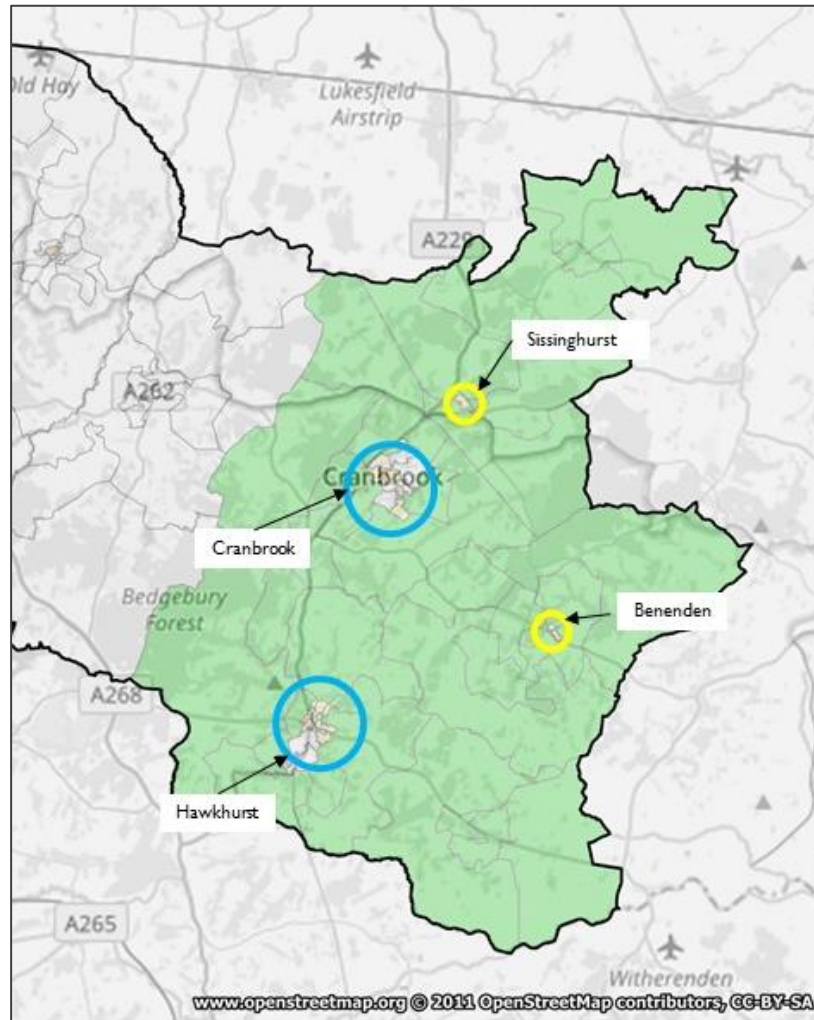 Old Hay
Lukesfield
Airstrip
A229
Sissinghurst
A262
Cranbrook
Cranbrook
Bedgebury
Forest
Benenden
A268
Hawkhurst
A265
Witherenden
www.openstreetmap.org © 2011 OpenStreetMap contributors, CC-BY-SA